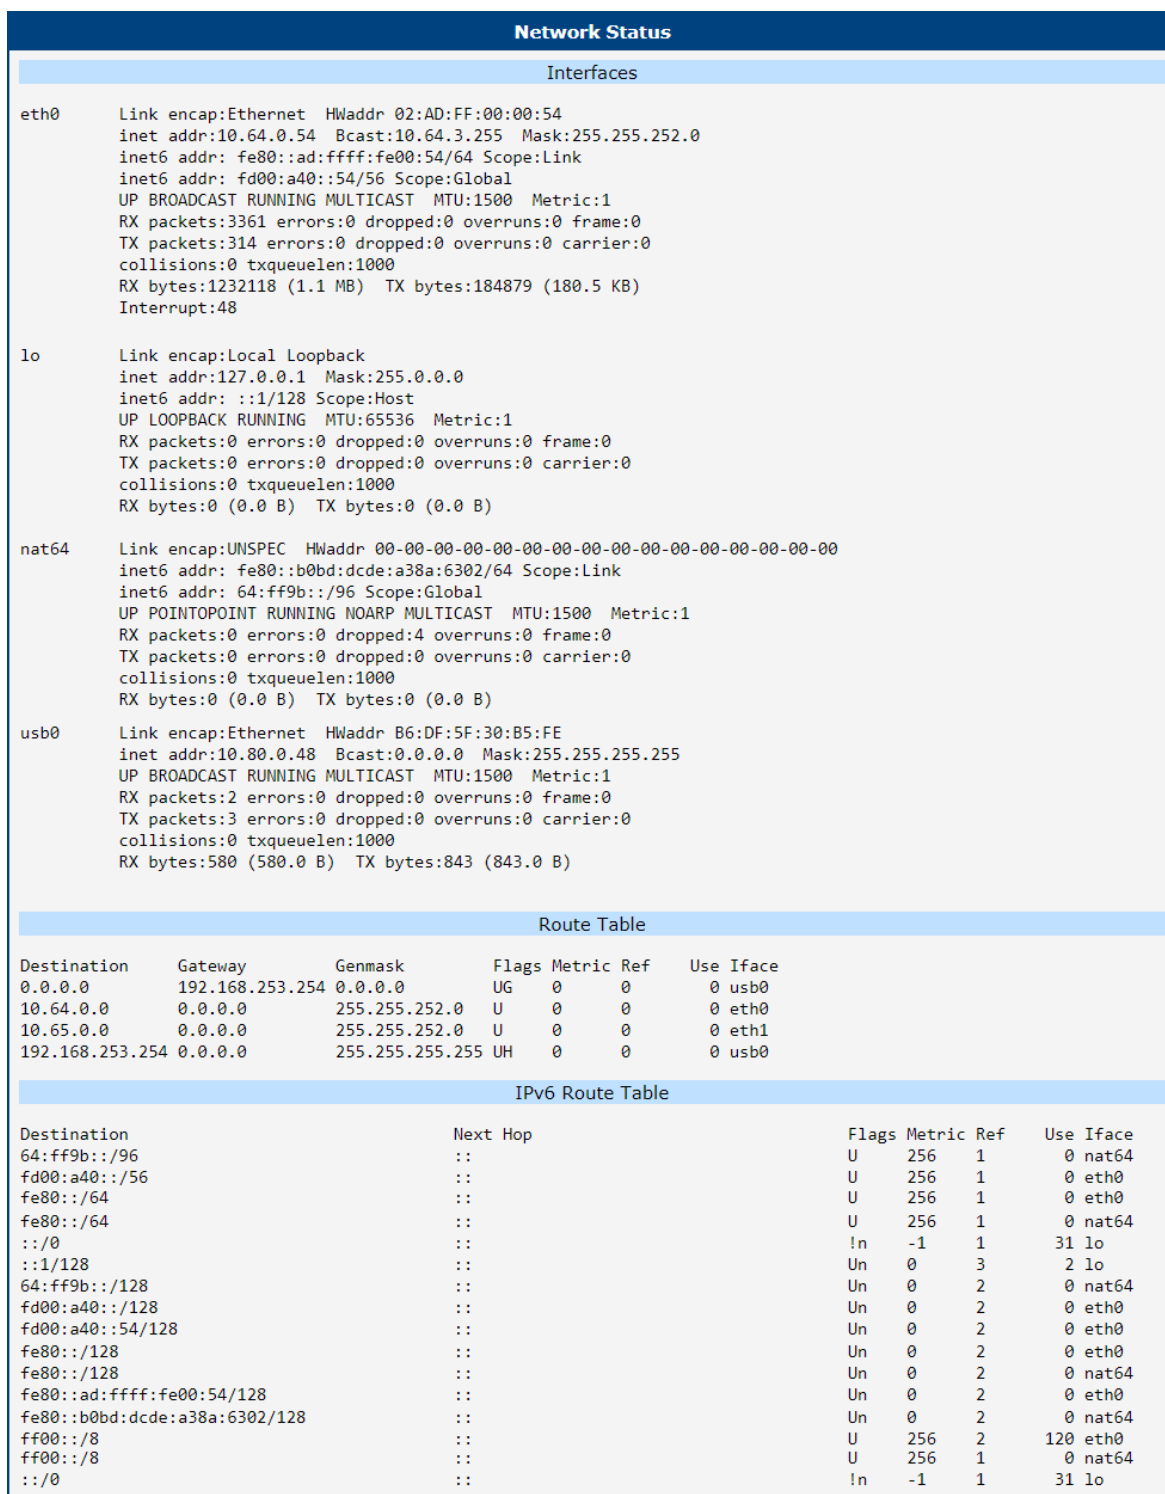 Network Status
Interfaces
eth0 Link encap:Ethernet HWaddr 02:AD:FF:00:00:54
inet addr:10.64.0.54 Bcast:10.64.3.255 Mask:255.255.252.0
inet6 addr: fe80::ad:ffff:fe00:54/64 Scope:Link
inet6 addr: fd00:a40::54/56 Scope:Global
UP BROADCAST RUNNING MULTICAST MTU:1500 Metric:1
RX packets:3361 errors:0 dropped:0 overruns:0 frame:0
TX packets:314 errors:0 dropped:0 overruns:0 carrier:0
collisions:0 txqueuelen:1000
RX bytes:1232118 (1.1 MB) TX bytes:184879 (180.5 KB)
Interrupt:48
lo Link encap:Local Loopback
inet addr:127.0.0.1 Mask:255.0.0.0
inet6 addr: ::1/128 Scope:Host
UP LOOPBACK RUNNING MTU:65536 Metric:1
RX packets:0 errors:0 dropped:0 overruns:0 frame:0
TX packets:0 errors:0 dropped:0 overruns:0 carrier:0
collisions:0 txqueuelen:1000
RX bytes:0 (0.0 B) TX bytes:0 (0.0 B)
nat64 Link encap:UNSPEC HWaddr 00-00-00-00-00-00-00-00-00-00-00-00-00-00-00-00
inet6 addr: fe80::b0bd:dcde:a38a:6302/64 Scope:Link
inet6 addr: 64:ff9b::/96 Scope:Global
UP POINTOPOINT RUNNING NOARP MULTICAST MTU:1500 Metric:1
RX packets:0 errors:0 dropped:4 overruns:0 frame:0
TX packets:0 errors:0 dropped:0 overruns:0 carrier:0
collisions:0 txqueuelen:1000
RX bytes:0 (0.0 B) TX bytes:0 (0.0 B)
usb0 Link encap:Ethernet HWaddr B6:DF:5F:30:B5:FE
inet addr:10.80.0.48 Bcast:0.0.0.0 Mask:255.255.255.255
UP BROADCAST RUNNING MULTICAST MTU:1500 Metric:1
RX packets:2 errors:0 dropped:0 overruns:0 frame:0
TX packets:3 errors:0 dropped:0 overruns:0 carrier:0
collisions:0 txqueuelen:1000
RX bytes:580 (580.0 B) TX bytes:843 (843.0 B)
Route Table
Destination Gateway Genmask Flags Metric Ref Use Iface
0.0.0.0 192.168.253.254 0.0.0.0 UG 0 0 0 usb0
10.64.0.0 0.0.0.0 255.255.252.0 U 0 0 0 eth0
10.65.0.0 0.0.0.0 255.255.252.0 U 0 0 0 eth1
192.168.253.254 0.0.0.0 255.255.255.255 UH 0 0 0 usb0
IPv6 Route Table
Destination Next Hop Flags Metric Ref Use Iface
64:ff9b::/96 :: U 256 1 0 nat64
fd00:a40::/56 :: U 256 1 0 eth0
fe80::/64 :: U 256 1 0 eth0
fe80::/64 :: U 256 1 0 nat64
::/0 :: !n -1 1 31 lo
::1/128 :: Un 0 3 2 lo
64:ff9b::/128 :: Un 0 2 0 nat64
fd00:a40::/128 :: Un 0 2 0 eth0
fd00:a40::54/128 :: Un 0 2 0 eth0
fe80::/128 :: Un 0 2 0 eth0
fe80::/128 :: Un 0 2 0 nat64
fe80::ad:ffff:fe00:54/128 :: Un 0 2 0 eth0
fe80::b0bd:dcde:a38a:6302/128 :: Un 0 2 0 nat64
ff00::/8 :: U 256 2 120 eth0
ff00::/8 :: U 256 1 0 nat64
::/0 :: !n -1 1 31 lo